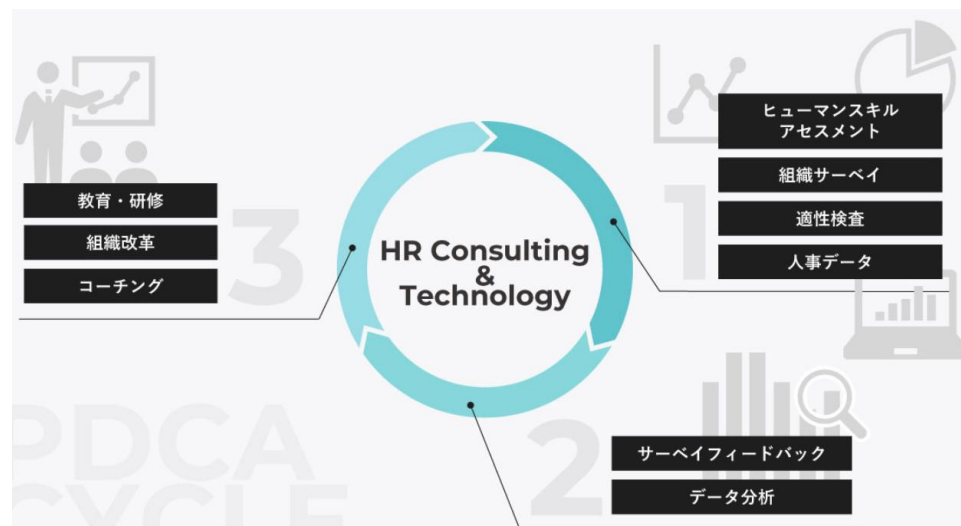 HR Consulting
&
Technology
1
ヒューマンスキル
アセスメント
組織サーベイ
適性検査
人事データ
2
サーベイフィードバック
データ分析
3
教育・研修
組織改革
コーチング
PDCA
CYCLE